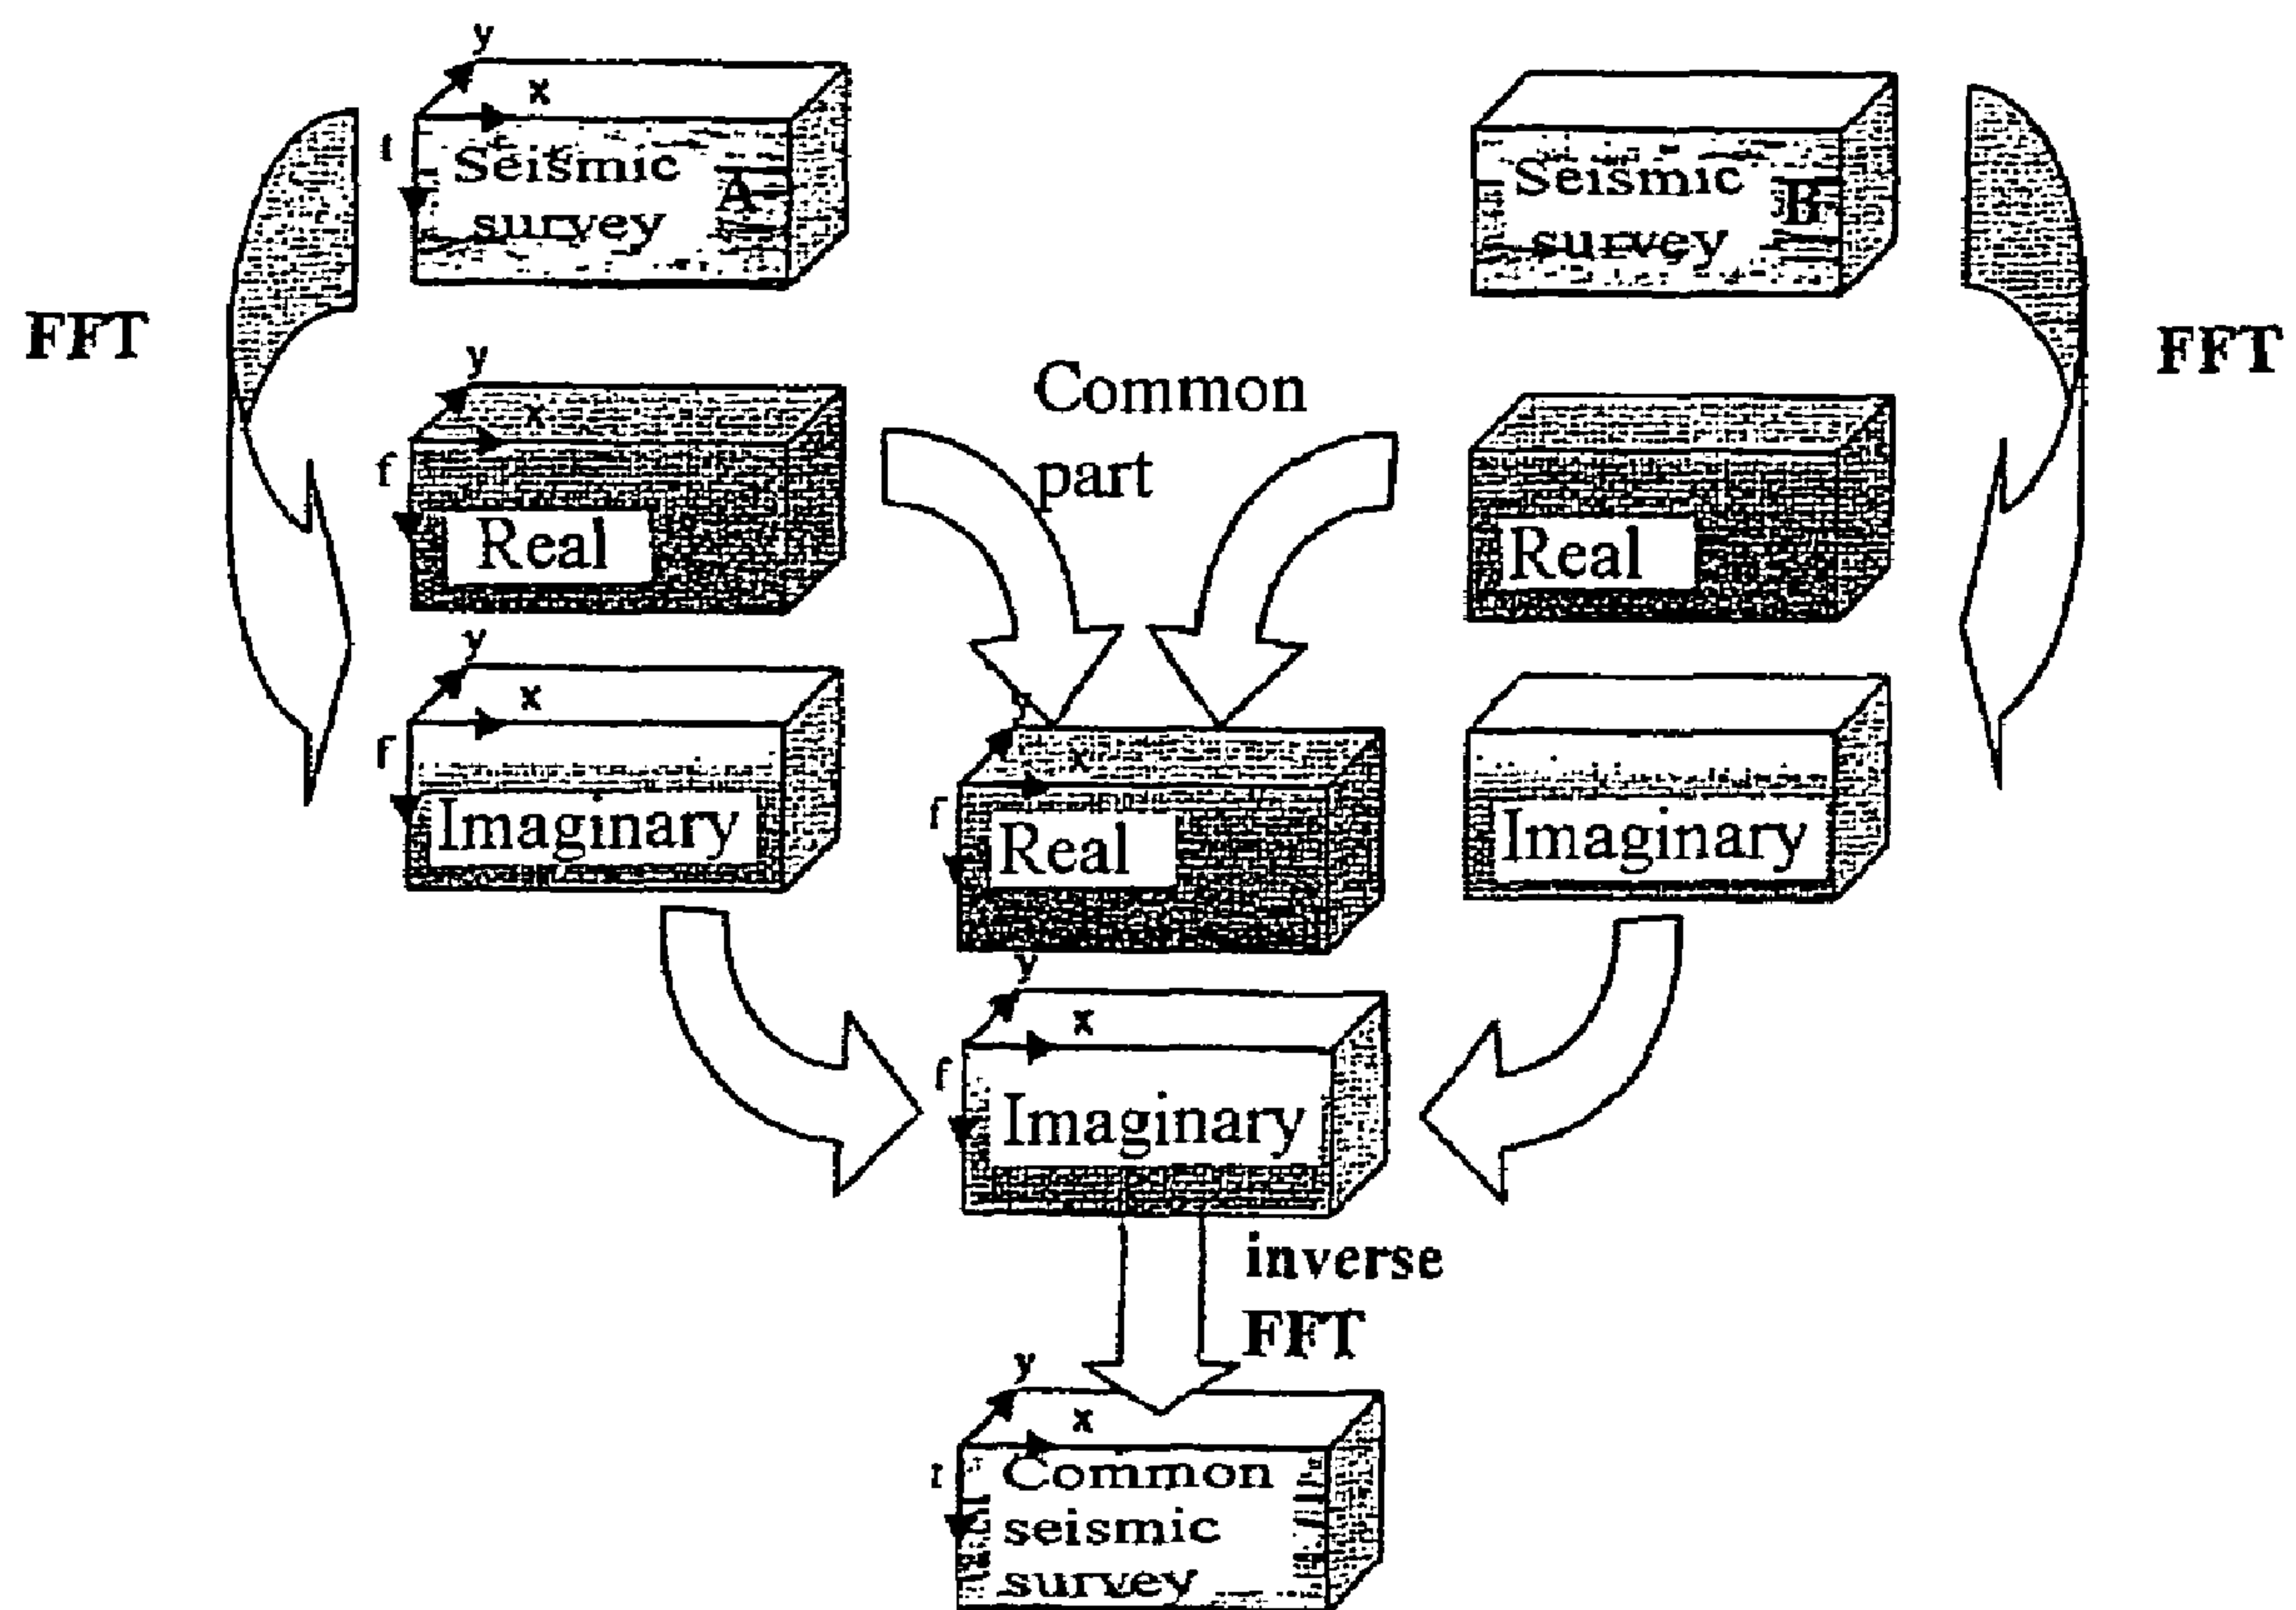 y
x
t
Seismic
survey
A
Seismic
survey
B
FFT
FFT
y
x
f
Real
Common
part
Real
y
x
f
Imaginary
y
x
f
Real
Imaginary
y
x
f
Imaginary
inverse
FFT
y
x
t
Common
seismic
survey